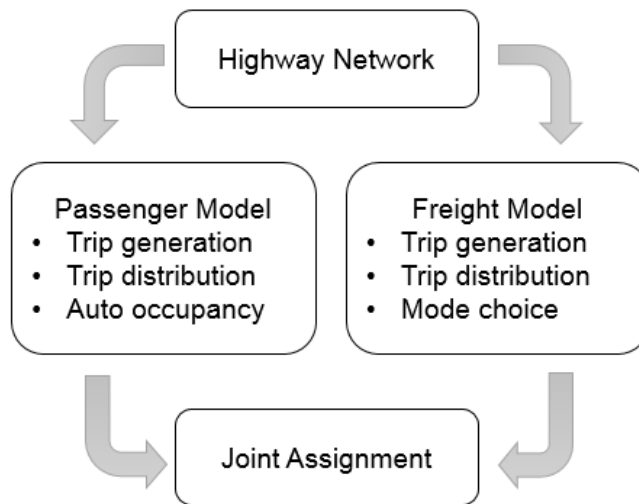 Highway Network
Passenger Model
• Trip generation
• Trip distribution
• Auto occupancy
Freight Model
• Trip generation
• Trip distribution
• Mode choice
Joint Assignment